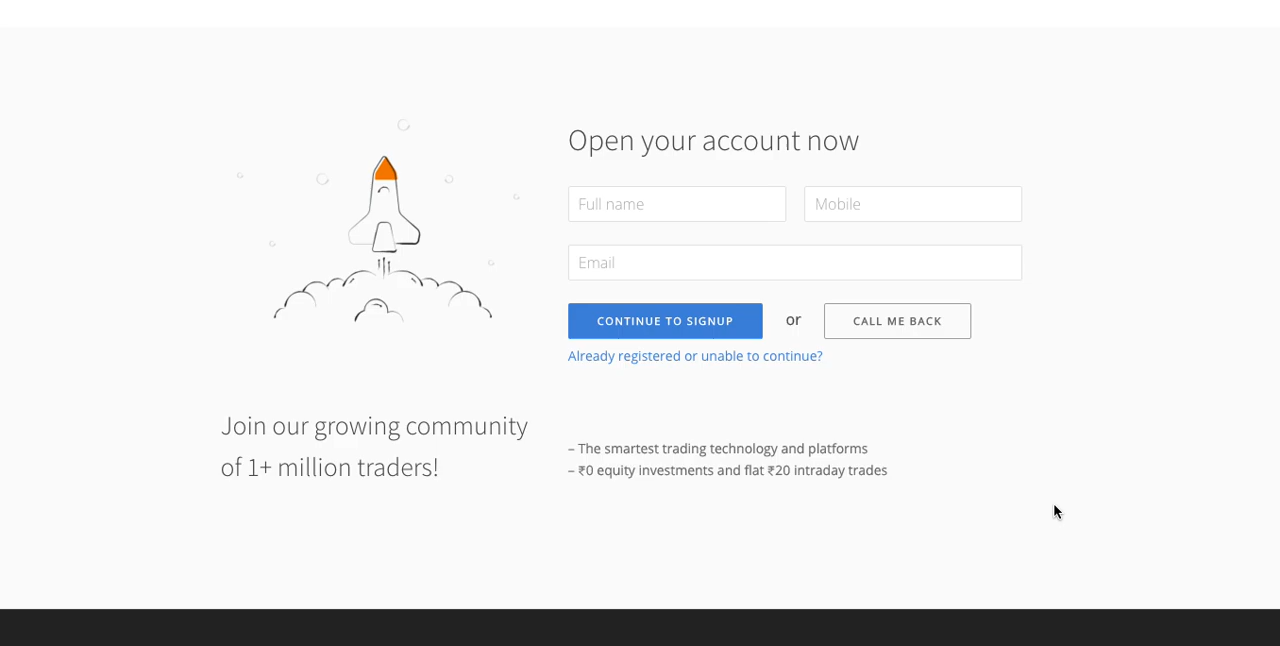 Open your account now
Full name
Mobile
Email
CONTINUE TO SIGNUP
or
CALL ME BACK
Already registered or unable to continue?
Join our growing community
of 1+ million traders!
– The smartest trading technology and platforms
– ₹0 equity investments and flat ₹20 intraday trades